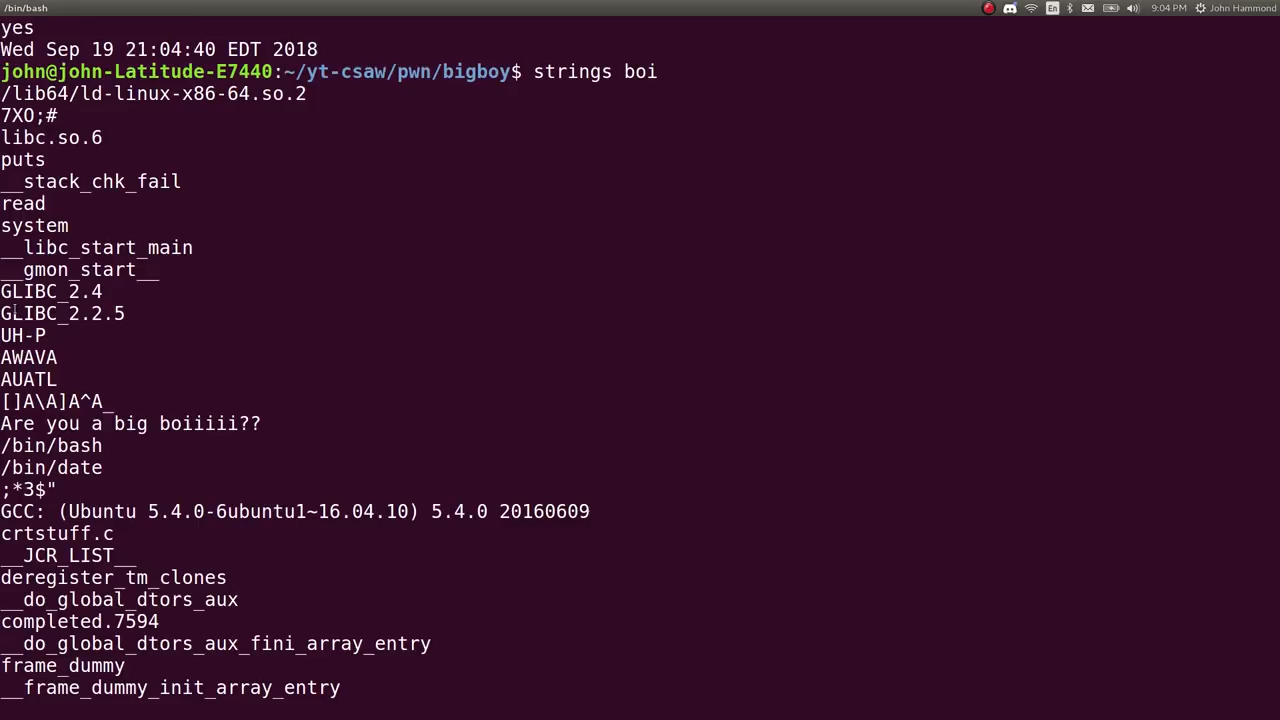 /bin/bash
En
9:04 PM
John Hammond
yes
Wed Sep 19 21:04:40 EDT 2018
john@john-Latitude-E7440:~/yt-csaw/pwn/bigboy$ strings boi
/lib64/ld-linux-x86-64.so.2
7XO;#
libc.so.6
puts
__stack_chk_fail
read
system
__libc_start_main
__gmon_start__
GLIBC_2.4
GLIBC_2.2.5
UH-P
AWAVA
AUATL
[]A\A]A^A_
Are you a big boiiiii??
/bin/bash
/bin/date
;*3$"
GCC: (Ubuntu 5.4.0-6ubuntu1~16.04.10) 5.4.0 20160609
crtstuff.c
__JCR_LIST__
deregister_tm_clones
__do_global_dtors_aux
completed.7594
__do_global_dtors_aux_fini_array_entry
frame_dummy
__frame_dummy_init_array_entry